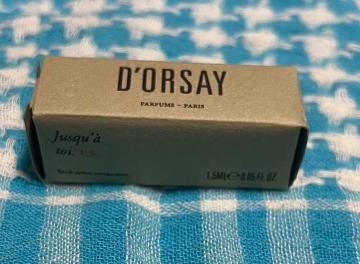 D'ORSAY
PARFUMS – PARIS
Jusqu'à
toi.
1.5ML℮0.05 FL.OZ.